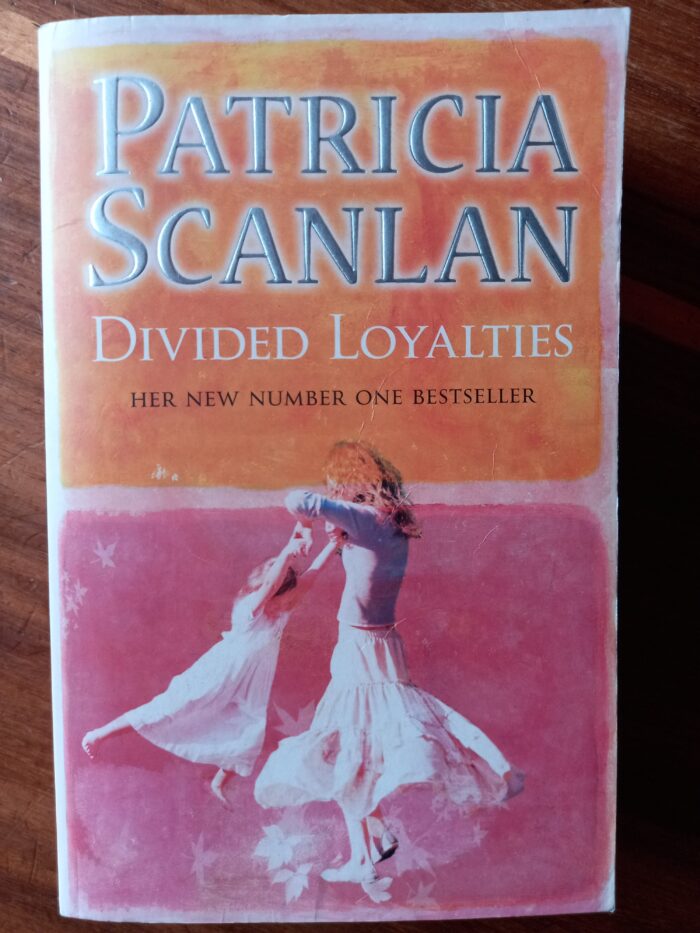 PATRICIA
SCANLAN
DIVIDED LOYALTIES
HER NEW NUMBER ONE BESTSELLER